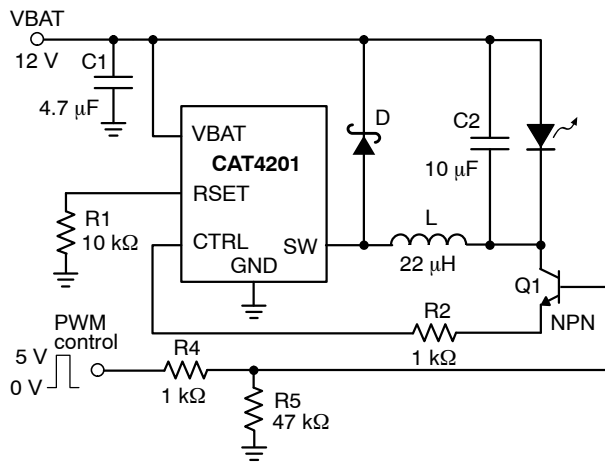 VBAT
12 V
C1
4.7 μF
VBAT
CAT4201
RSET
CTRL
SW
GND
D
C2
10 μF
L
22 μH
R1
10 kΩ
Q1
NPN
R2
1 kΩ
PWM
control
5 V
0 V
R4
1 kΩ
R5
47 kΩ